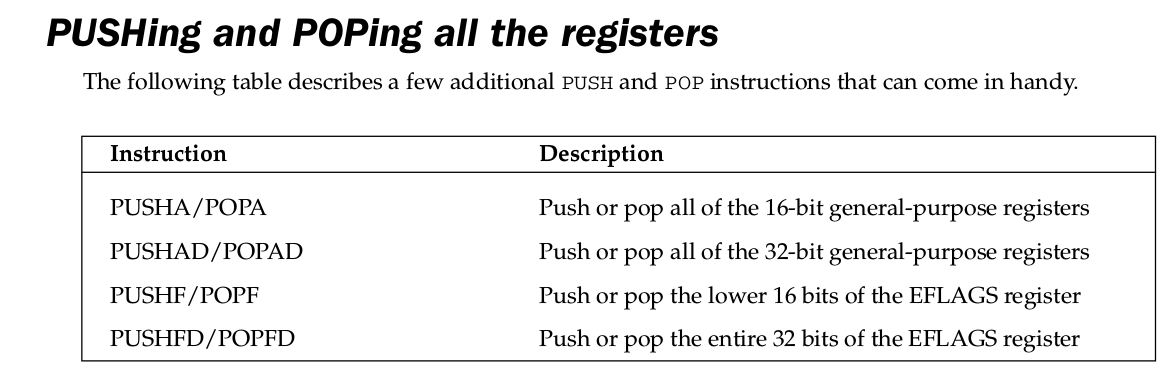 PUSHing and POPing all the registers
The following table describes a few additional PUSH and POP instructions that can come in handy.
Instruction Description
PUSHA/POPA Push or pop all of the 16-bit general-purpose registers
PUSHAD/POPAD Push or pop all of the 32-bit general-purpose registers
PUSHF/POPF Push or pop the lower 16 bits of the EFLAGS register
PUSHFD/POPFD Push or pop the entire 32 bits of the EFLAGS register